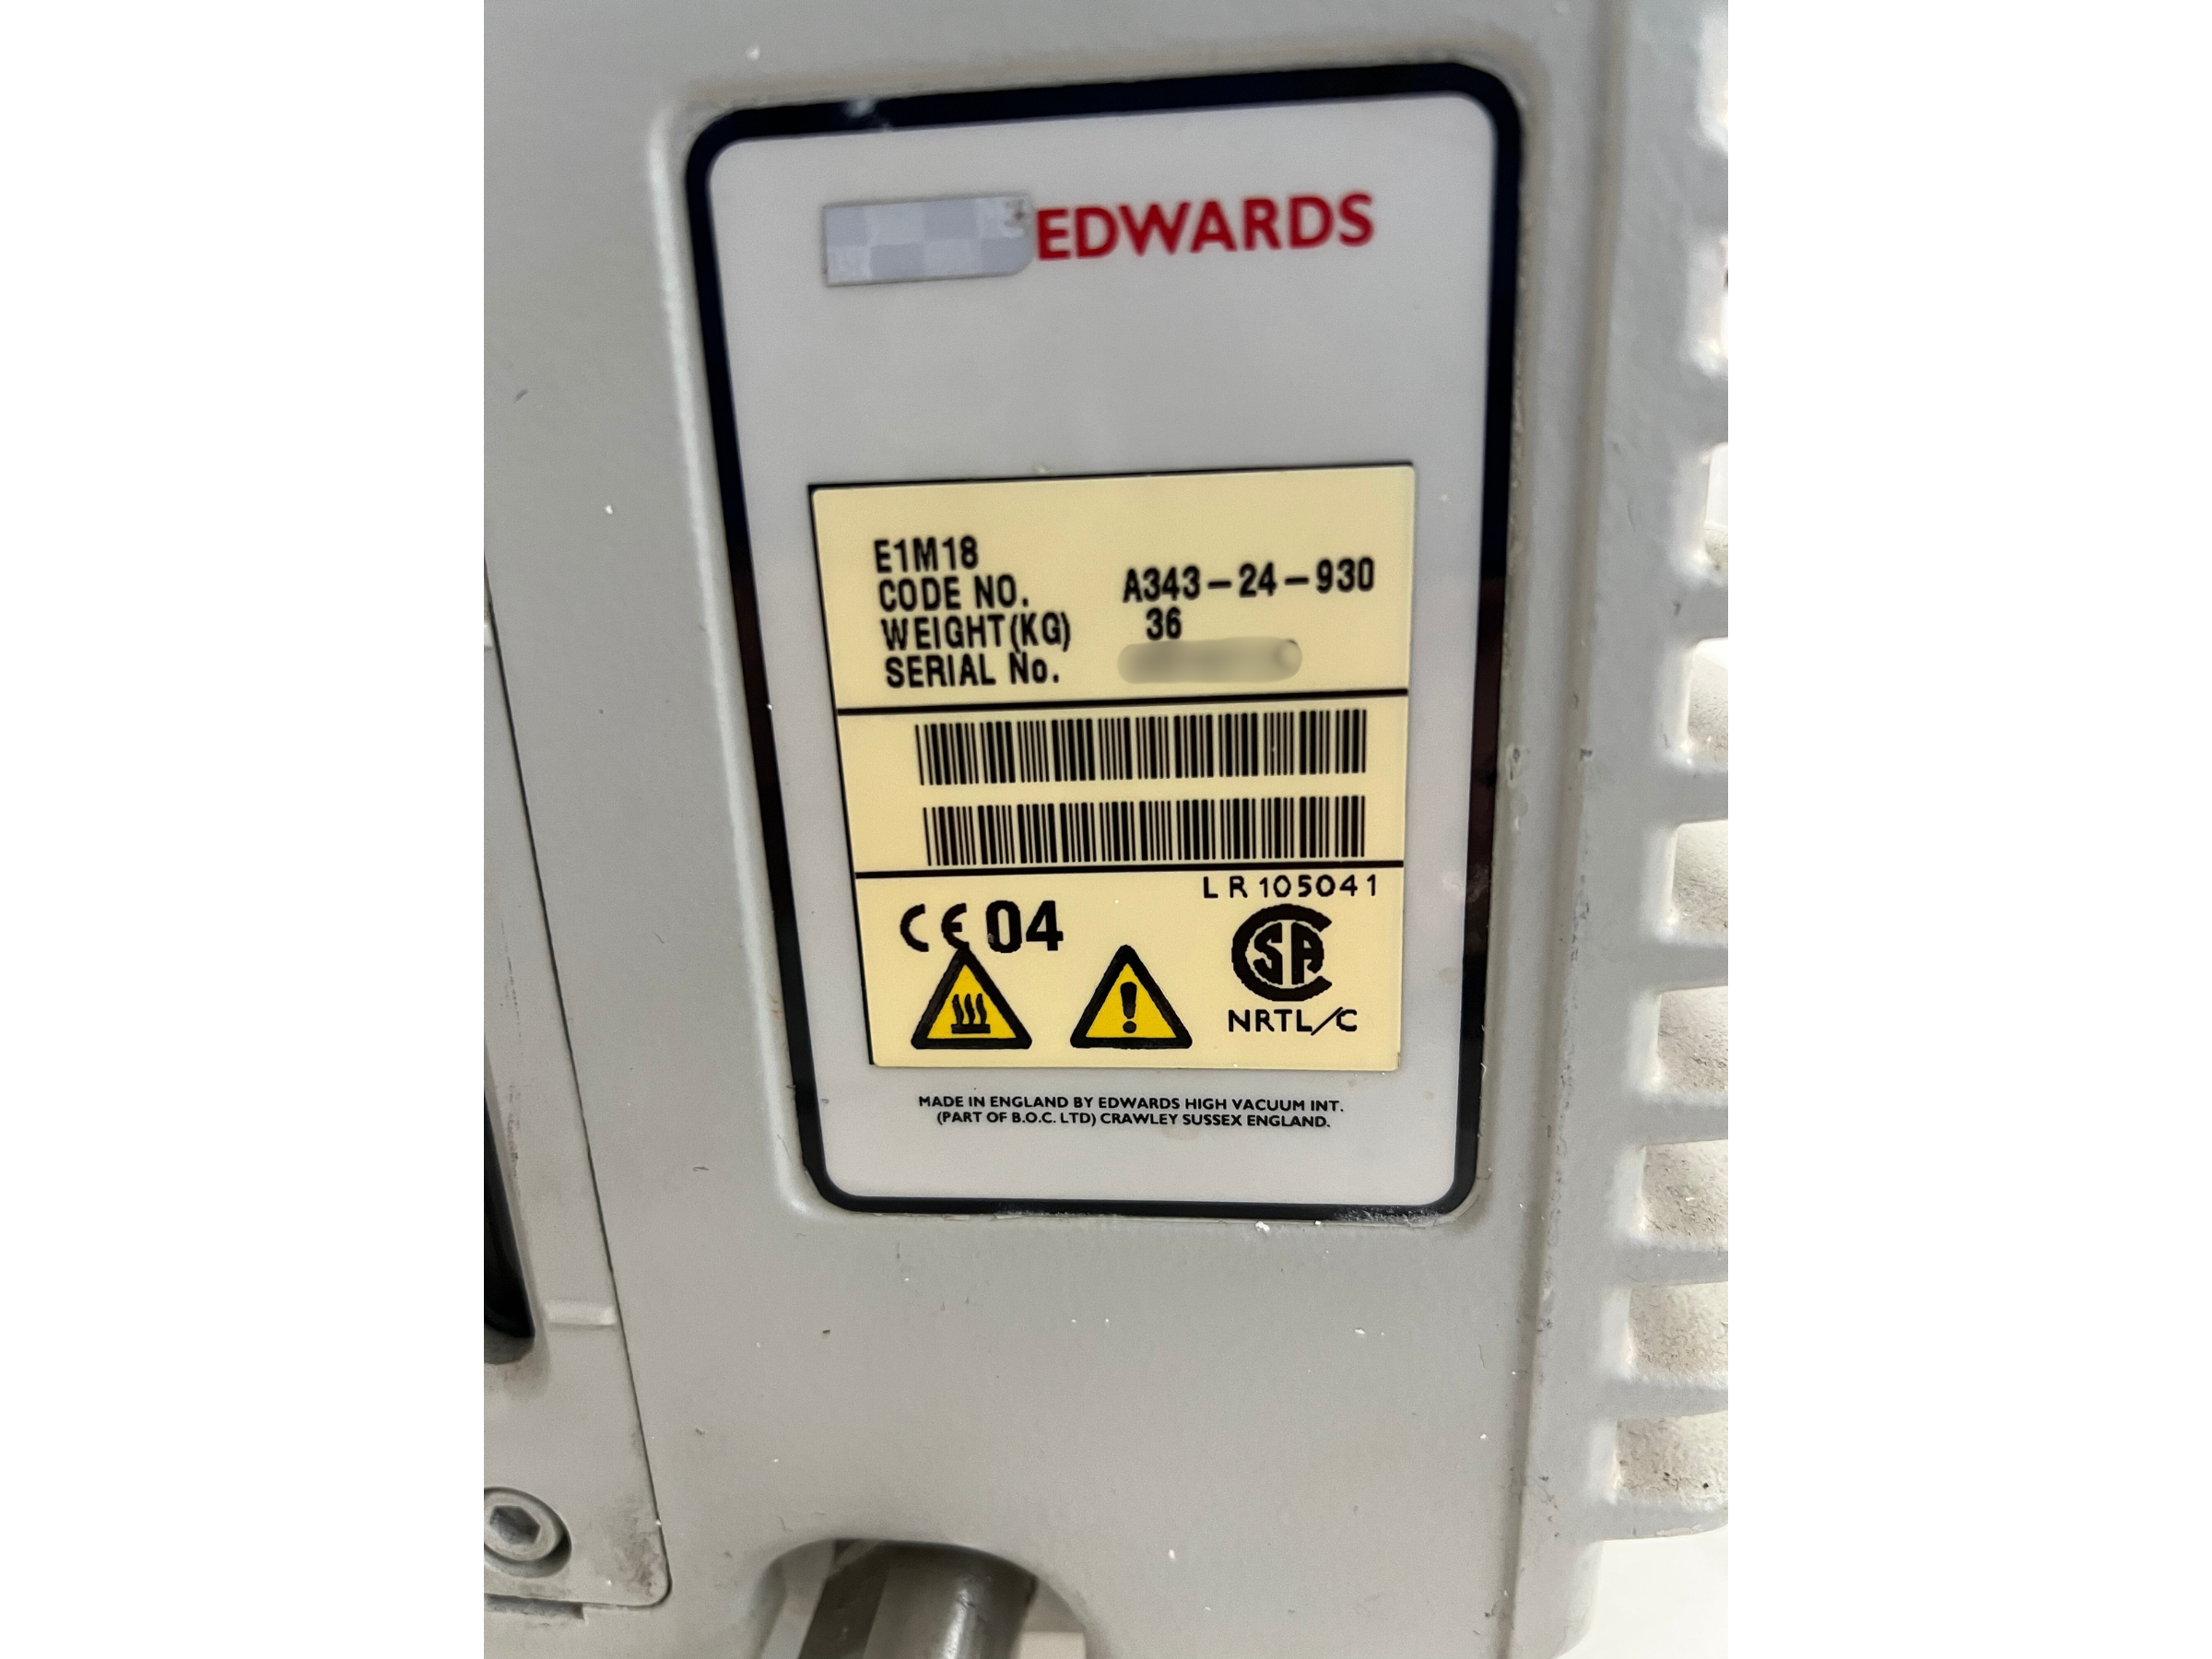 EDWARDS
E1M18
CODE NO. A343-24-930
WEIGHT(KG) 36
SERIAL No.
LR105041
CE 04
SA
NRTL/C
MADE IN ENGLAND BY EDWARDS HIGH VACUUM INT.
(PART OF B.O.C. LTD) CRAWLEY SUSSEX ENGLAND.